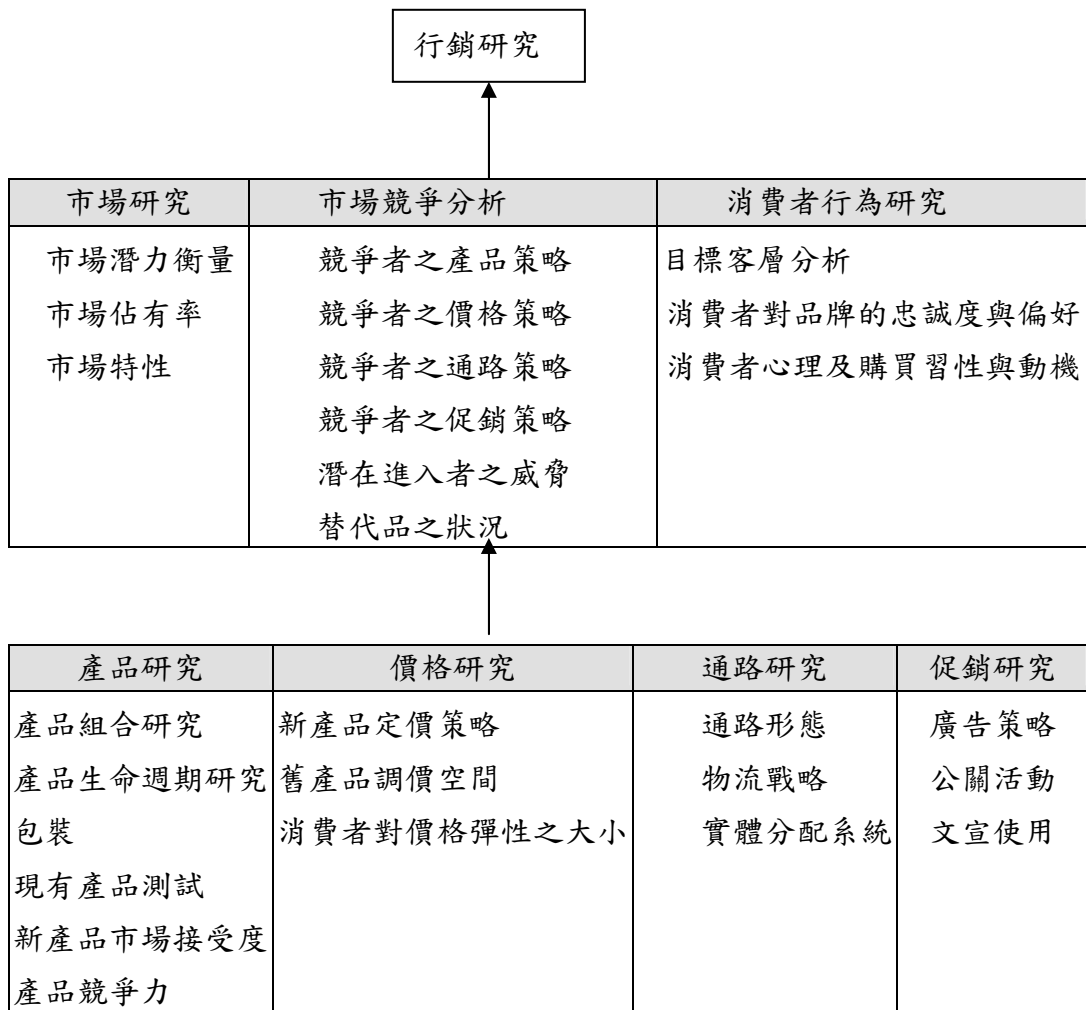 行銷研究
市場研究 市場競爭分析 消費者行為研究
市場潛力衡量 競爭者之產品策略 目標客層分析
市場佔有率 競爭者之價格策略 消費者對品牌的忠誠度與偏好
市場特性 競爭者之通路策略 消費者心理及購買習性與動機
競爭者之促銷策略
潛在進入者之威脅
替代品之狀況
產品研究 價格研究 通路研究 促銷研究
產品組合研究 新產品定價策略 通路形態 廣告策略
產品生命週期研究 舊產品調價空間 物流戰略 公關活動
包裝 消費者對價格彈性之大小 實體分配系統 文宣使用
現有產品測試
新產品市場接受度
產品競爭力